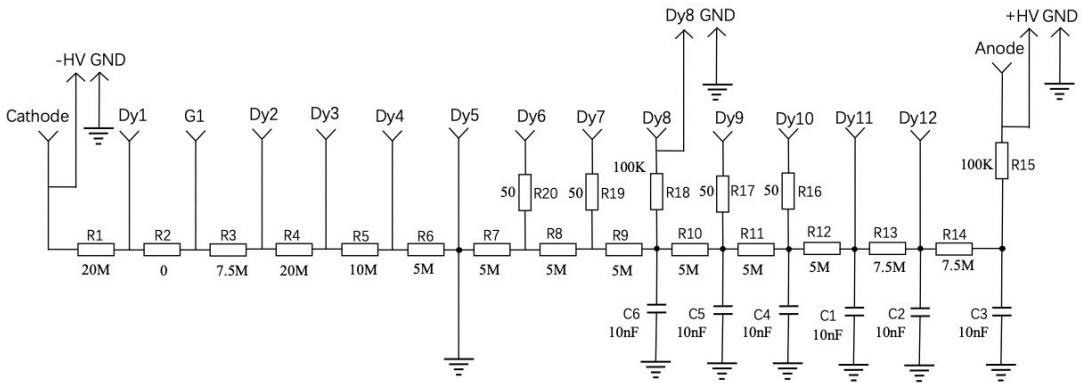 Dy8 GND
+HV GND
Anode
-HV GND
Cathode
Dy1
G1
Dy2
Dy3
Dy4
Dy5
Dy6
Dy7
Dy8
Dy9
Dy10
Dy11
Dy12
50 R20
50 R19
100K R18
50 R17
50 R16
100K R15
R1
R2
R3
R4
R5
R6
R7
R8
R9
R10
R11
R12
R13
R14
20M
0
7.5M
20M
10M
5M
5M
5M
5M
5M
5M
5M
7.5M
7.5M
C6
10nF
C5
10nF
C4
10nF
C1
10nF
C2
10nF
C3
10nF